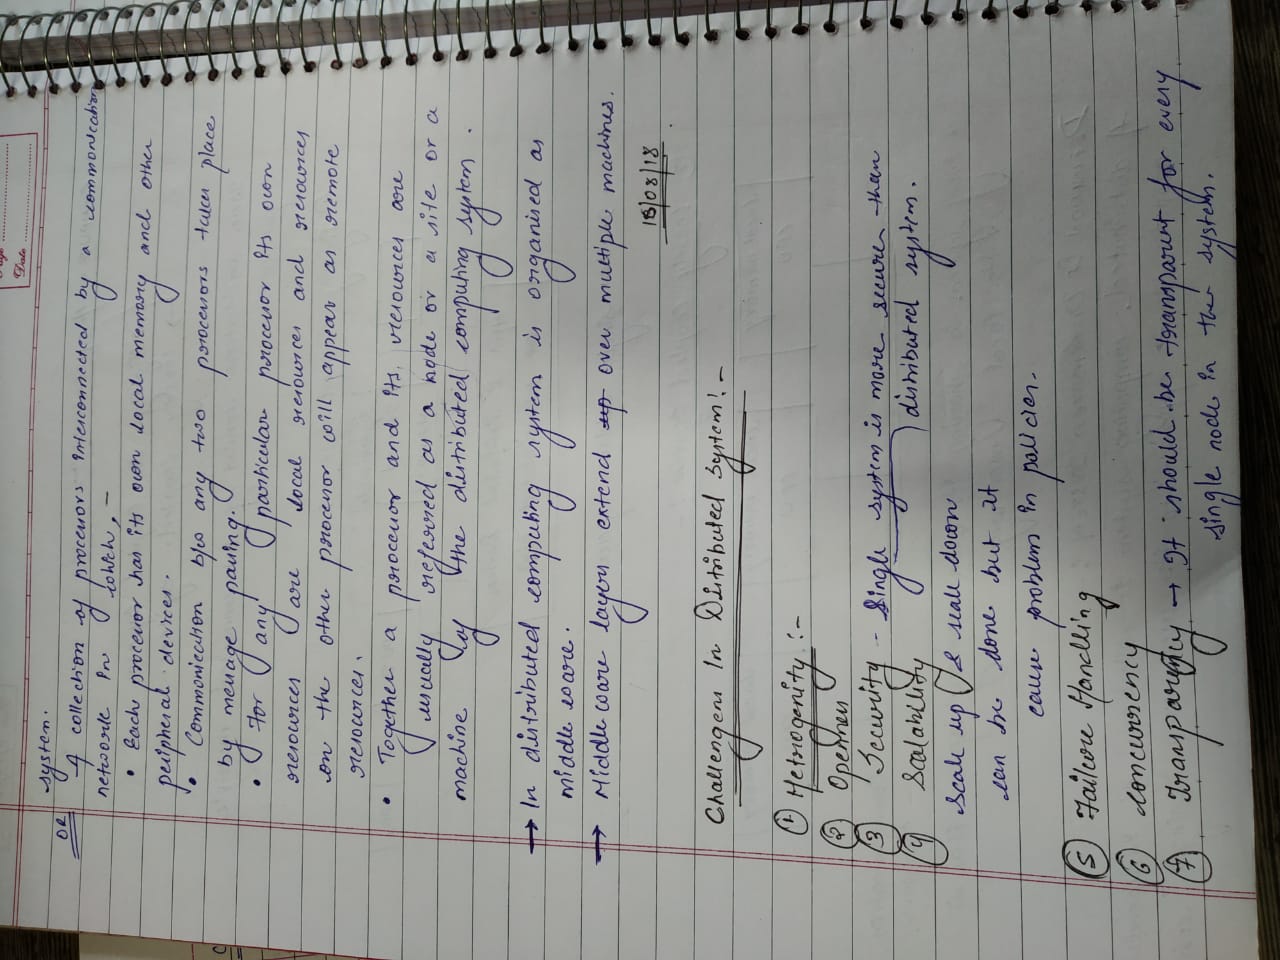 Page
Date
system.
OR
A collection of processors interconnected by a communication
network in which, -
• Each processor has its own local memory and other
peripheral devices.
• Communication b/w any two processors takes place
by message passing.
• For any particular processor its own
resources are local resources and resources
on the other processor will appear as remote
resources.
• Together a processor and its resources are
usually referred as a node or a site or a
machine of the distributed computing system.
→ In distributed computing system is organised as
middle ware.
→ Middle ware layers extend up over multiple machines.
/08/18
Challengers In Distributed System:-
① Hetrogenity :-
② Openness
③ Security - Single system is more secure than
distributed system.
④ Scalability
Scale up & scale down
can be done but it
cause problem in policies.
⑤ Failure Handling
⑥ Concurrency
⑦ Transparency → It should be transparent for every
single node in the system.